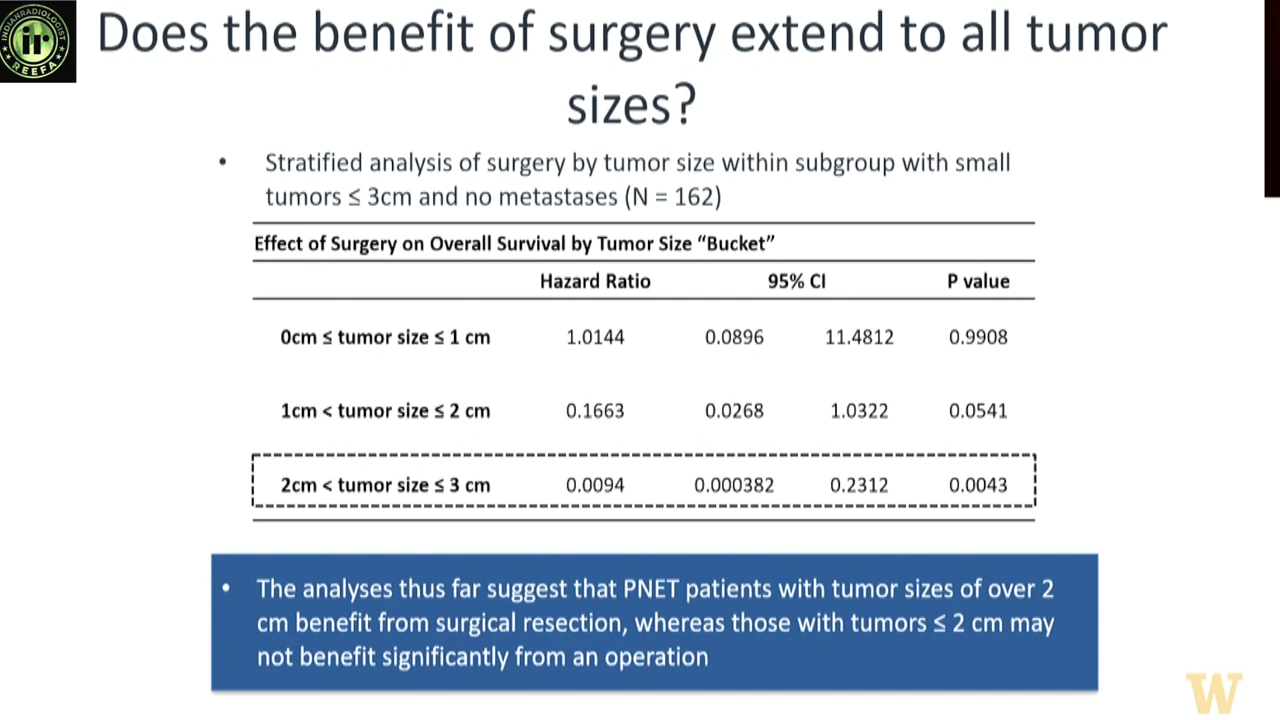 INDIANRADIOLOGIST
ir
REEFA
Does the benefit of surgery extend to all tumor
sizes?
• Stratified analysis of surgery by tumor size within subgroup with small
tumors ≤ 3cm and no metastases (N = 162)
Effect of Surgery on Overall Survival by Tumor Size “Bucket”
Hazard Ratio 95% CI P value
0cm ≤ tumor size ≤ 1 cm 1.0144 0.0896 11.4812 0.9908
1cm < tumor size ≤ 2 cm 0.1663 0.0268 1.0322 0.0541
2cm < tumor size ≤ 3 cm 0.0094 0.000382 0.2312 0.0043
• The analyses thus far suggest that PNET patients with tumor sizes of over 2
cm benefit from surgical resection, whereas those with tumors ≤ 2 cm may
not benefit significantly from an operation
W